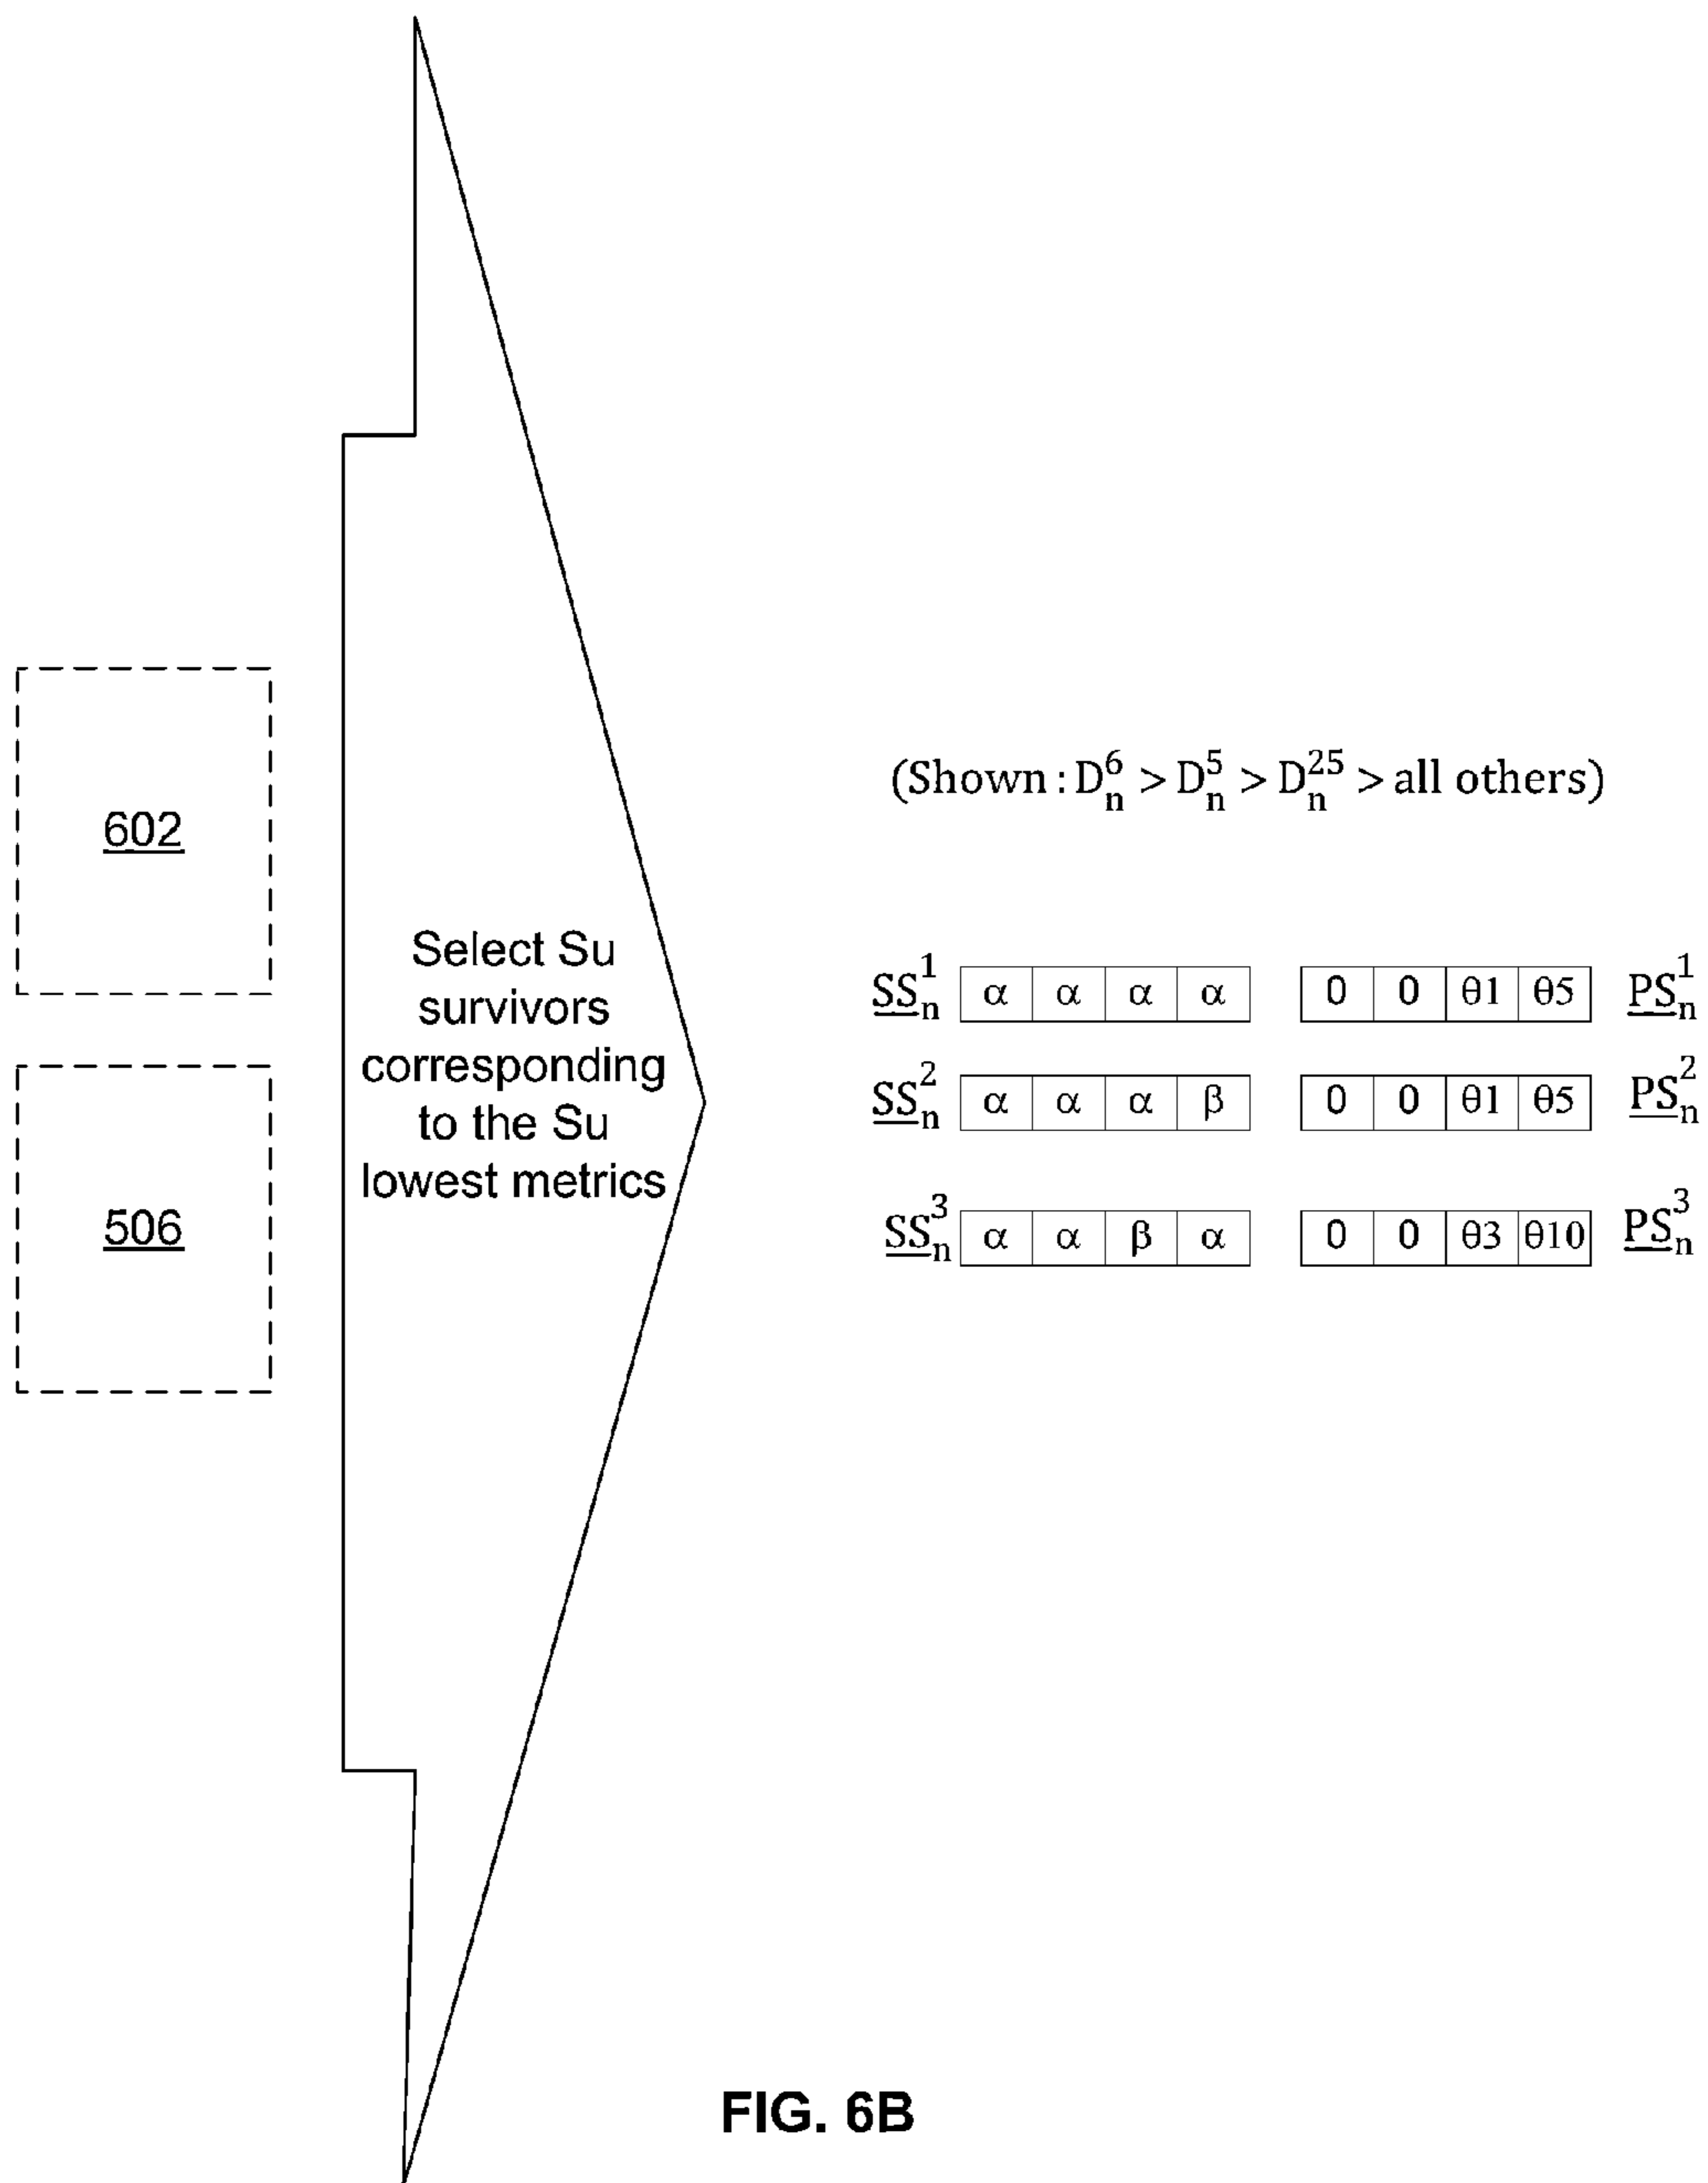 602
506
Select Su
survivors
corresponding
to the Su
lowest metrics
(Shown : D_n^6 > D_n^5 > D_n^25 > all others)
SS_n^1 α α α α 0 0 θ1 θ5 PS_n^1
SS_n^2 α α α β 0 0 θ1 θ5 PS_n^2
SS_n^3 α α β α 0 0 θ3 θ10 PS_n^3
FIG. 6B